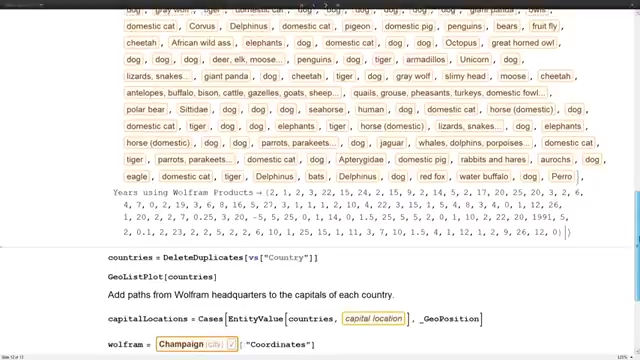 dog, gray wolf, tiger, domestic cat, dog, dog, dog, dog, giant panda, owls,
domestic cat, Corvus, Delphinus, domestic cat, pigeon, domestic pig, penguins, bears, fruit fly,
cheetah, African wild ass, elephants, dog, domestic cat, dog, dog, Octopus, great horned owl,
dog, dog, dog, deer, elk, moose..., penguins, dog, tiger, armadillos, Unicorn, dog,
lizards, snakes..., giant panda, dog, cheetah, tiger, dog, gray wolf, slimy head, moose, cheetah,
antelopes, buffalo, bison, cattle, gazelles, goats, sheep..., quails, grouse, pheasants, turkeys, domestic fowl...,
polar bear, Sittidae, dog, dog, seahorse, human, dog, domestic cat, horse (domestic), dog,
domestic cat, tiger, dog, dog, elephants, tiger, horse (domestic), lizards, snakes..., dog, elephants,
horse (domestic), dog, dog, parrots, parakeets..., dog, jaguar, whales, dolphins, porpoises..., domestic cat,
tiger, parrots, parakeets..., domestic cat, dog, Apterygidae, domestic pig, rabbits and hares, aurochs, dog,
eagle, domestic cat, tiger, Delphinus, bats, Delphinus, dog, red fox, water buffalo, dog, Perro},
Years using Wolfram Products → {2, 1, 2, 3, 22, 15, 24, 2, 15, 9, 2, 14, 5, 2, 17, 20, 25, 20, 3, 2, 6,
4, 7, 0, 2, 19, 3, 6, 8, 16, 5, 27, 3, 1, 1, 1, 2, 10, 4, 22, 3, 15, 1, 5, 4, 8, 3, 4, 0, 1, 12, 26,
1, 20, 2, 2, 7, 0.25, 3, 20, -5, 5, 25, 0, 1, 14, 0, 1.5, 25, 5, 5, 2, 0, 1, 10, 2, 22, 20, 1991, 5,
2, 0.1, 2, 23, 2, 2, 5, 2, 2, 6, 10, 1, 25, 15, 1, 11, 3, 7, 10, 1.5, 4, 1, 12, 1, 2, 9, 26, 12, 0}|>
countries = DeleteDuplicates[vs["Country"]]
GeoListPlot[countries]
Add paths from Wolfram headquarters to the capitals of each country.
capitalLocations = Cases[EntityValue[countries, capital location], _GeoPosition]
wolfram = Champaign (city) ["Coordinates"]
Slide 12 of 13
125%